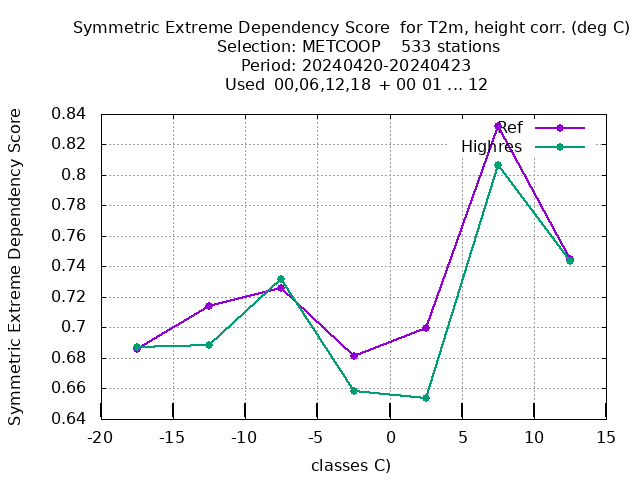 Symmetric Extreme Dependency Score for T2m, height corr. (deg C)
Selection: METCOOP 533 stations
Period: 20240420-20240423
Used 00,06,12,18 + 00 01 ... 12
Symmetric Extreme Dependency Score
0.84
0.82
0.8
0.78
0.76
0.74
0.72
0.7
0.68
0.66
0.64
Ref
Highres
-20 -15 -10 -5 0 5 10 15
classes C)